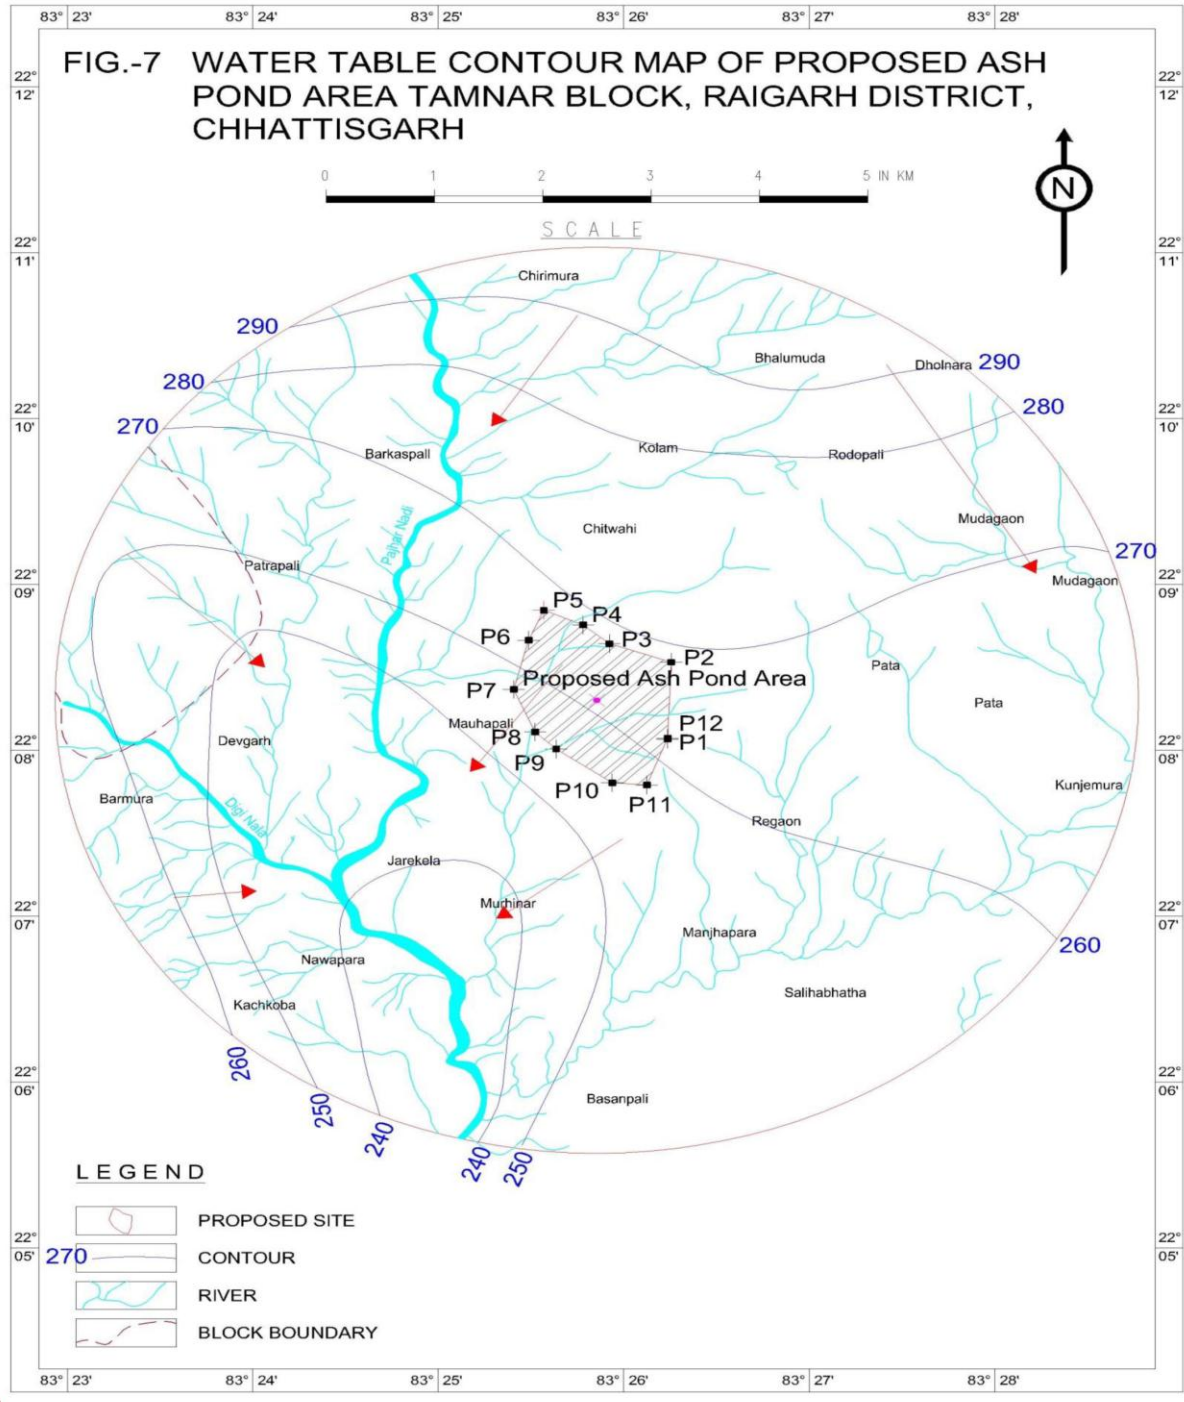 83° 23' 83° 24' 83° 25' 83° 26' 83° 27' 83° 28'
FIG.-7 WATER TABLE CONTOUR MAP OF PROPOSED ASH
POND AREA TAMNAR BLOCK, RAIGARH DISTRICT,
CHHATTISGARH
22° 12' 22° 12'
0 1 2 3 4 5 IN KM
SCALE
N
22° 11' 22° 11'
Chirimura
290
Bhalumuda
Dholnara 290
280
280
22° 10' 22° 10'
270
Barkaspall
Kolam
Rodopali
Pajhar Nadi
Chitwahi
Mudagaon
270
Patrapali
22° 09' 22° 09'
Mudagaon
P5
P4
P6
P3
P2
Pata
Proposed Ash Pond Area
P7
Pata
Mauhapali
P12
P8
P1
Devgarh
22° 08' 22° 08'
P9
P10
P11
Kunjemura
Barmura
Digi Nala
Regaon
Jarekela
Murhinar
22° 07' 22° 07'
Manjhapara
260
Nawapara
Salihabhatha
Kachkoba
260
22° 06' 22° 06'
250
Basanpali
240
240
250
LEGEND
PROPOSED SITE
22° 05' 22° 05'
270 CONTOUR
RIVER
BLOCK BOUNDARY
83° 23' 83° 24' 83° 25' 83° 26' 83° 27' 83° 28'